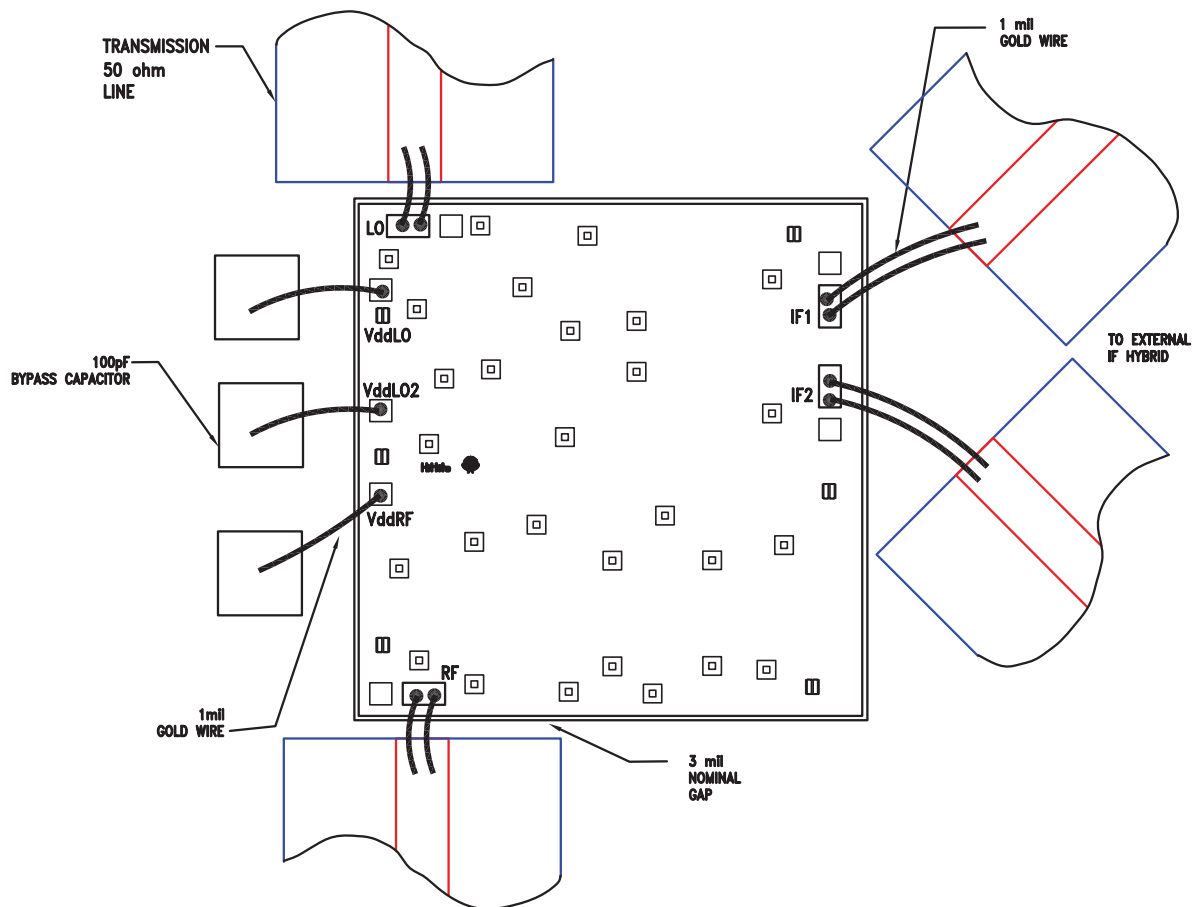 TRANSMISSION
50 ohm
LINE
1 mil
GOLD WIRE
LO
VddLO
IF1
TO EXTERNAL
IF HYBRID
100pF
BYPASS CAPACITOR
VddLO2
IF2
VddRF
RF
1mil
GOLD WIRE
3 mil
NOMINAL
GAP